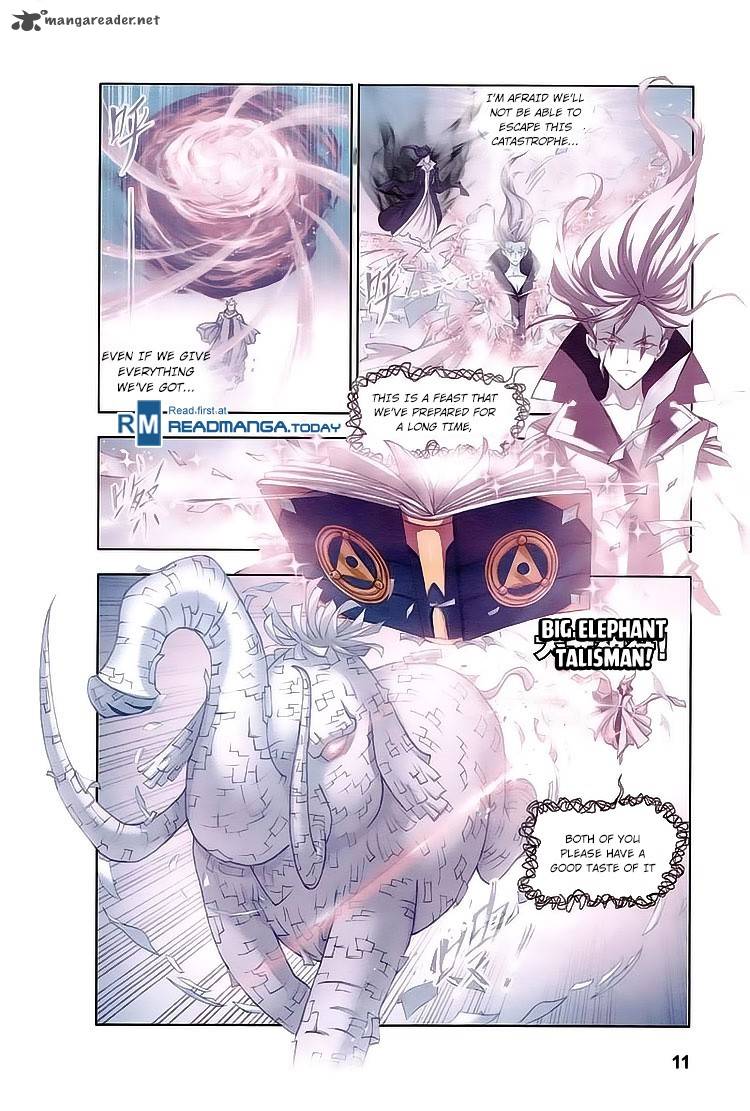 mangareader.net
呼
EVEN IF WE GIVE
EVERYTHING
WE'VE GOT...
I'M AFRAID WE'LL
NOT BE ABLE TO
ESCAPE THIS
CATASTROPHE...
呼
RM
Read first at
READMANGA.TODAY
THIS IS A FEAST THAT
WE'VE PREPARED FOR
A LONG TIME,
BIG ELEPHANT
TALISMAN!
BOTH OF YOU
PLEASE HAVE A
GOOD TASTE OF IT
11